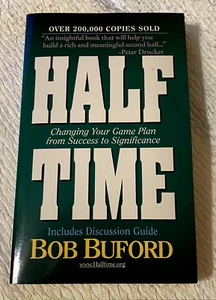 OVER 200,000 COPIES SOLD
"An insightful book that will help you
build a rich and meaningful second half..."
-Peter Drucker
HALF
Changing Your Game Plan
from Success to Significance
TIME
Includes Discussion Guide
BOB BUFORD
www.Halftime.org